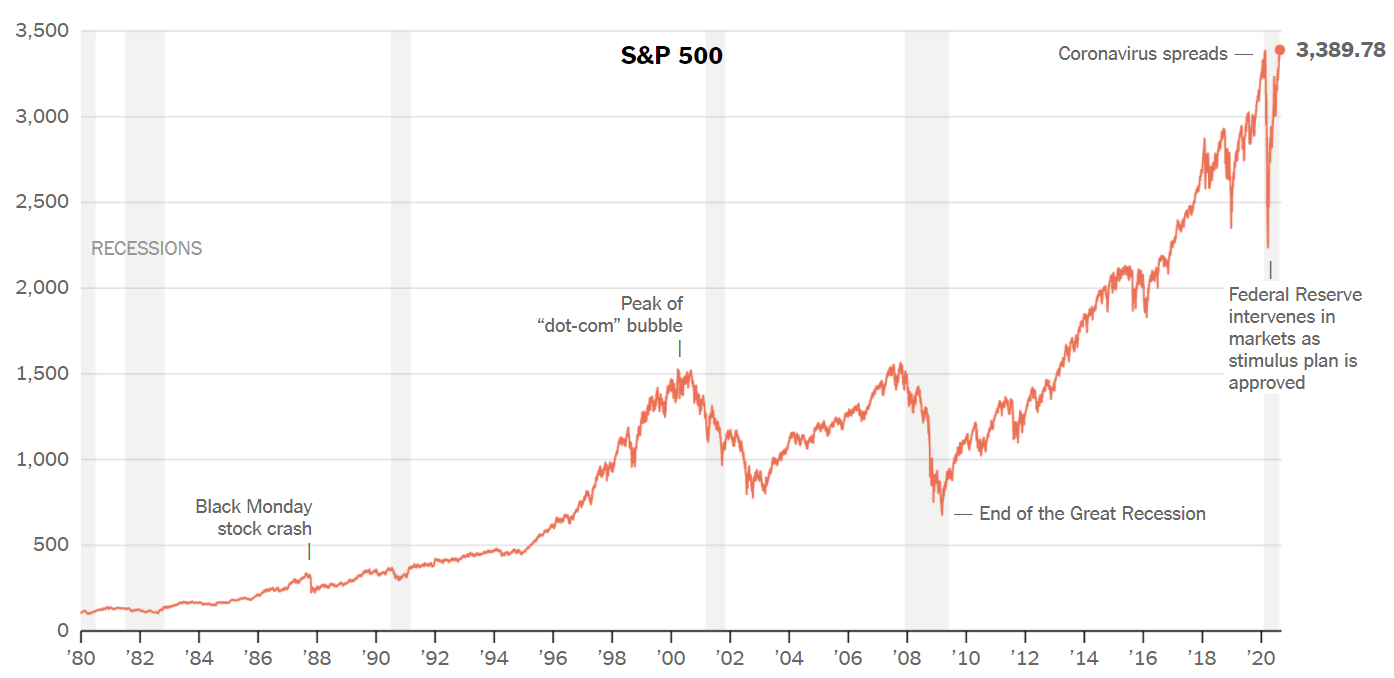 S&P 500
3,500
3,000
2,500
2,000
1,500
1,000
500
0
Coronavirus spreads
3,389.78
RECESSIONS
Peak of
“dot-com” bubble
Federal Reserve
intervenes in
markets as
stimulus plan is
approved
Black Monday
stock crash
End of the Great Recession
’80 ’82 ’84 ’86 ’88 ’90 ’92 ’94 ’96 ’98 ’00 ’02 ’04 ’06 ’08 ’10 ’12 ’14 ’16 ’18 ’20